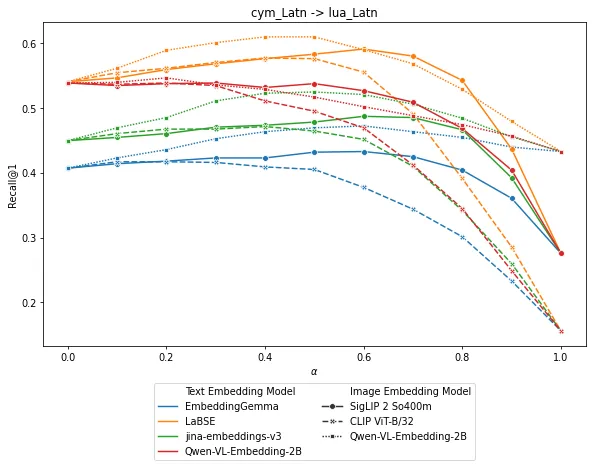 cym_Latn -> lua_Latn
Recall@1
0.6
0.5
0.4
0.3
0.2
0.0 0.2 0.4 0.6 0.8 1.0
α
Text Embedding Model Image Embedding Model
EmbeddingGemma SigLIP 2 So400m
LaBSE CLIP ViT-B/32
jina-embeddings-v3 Qwen-VL-Embedding-2B
Qwen-VL-Embedding-2B